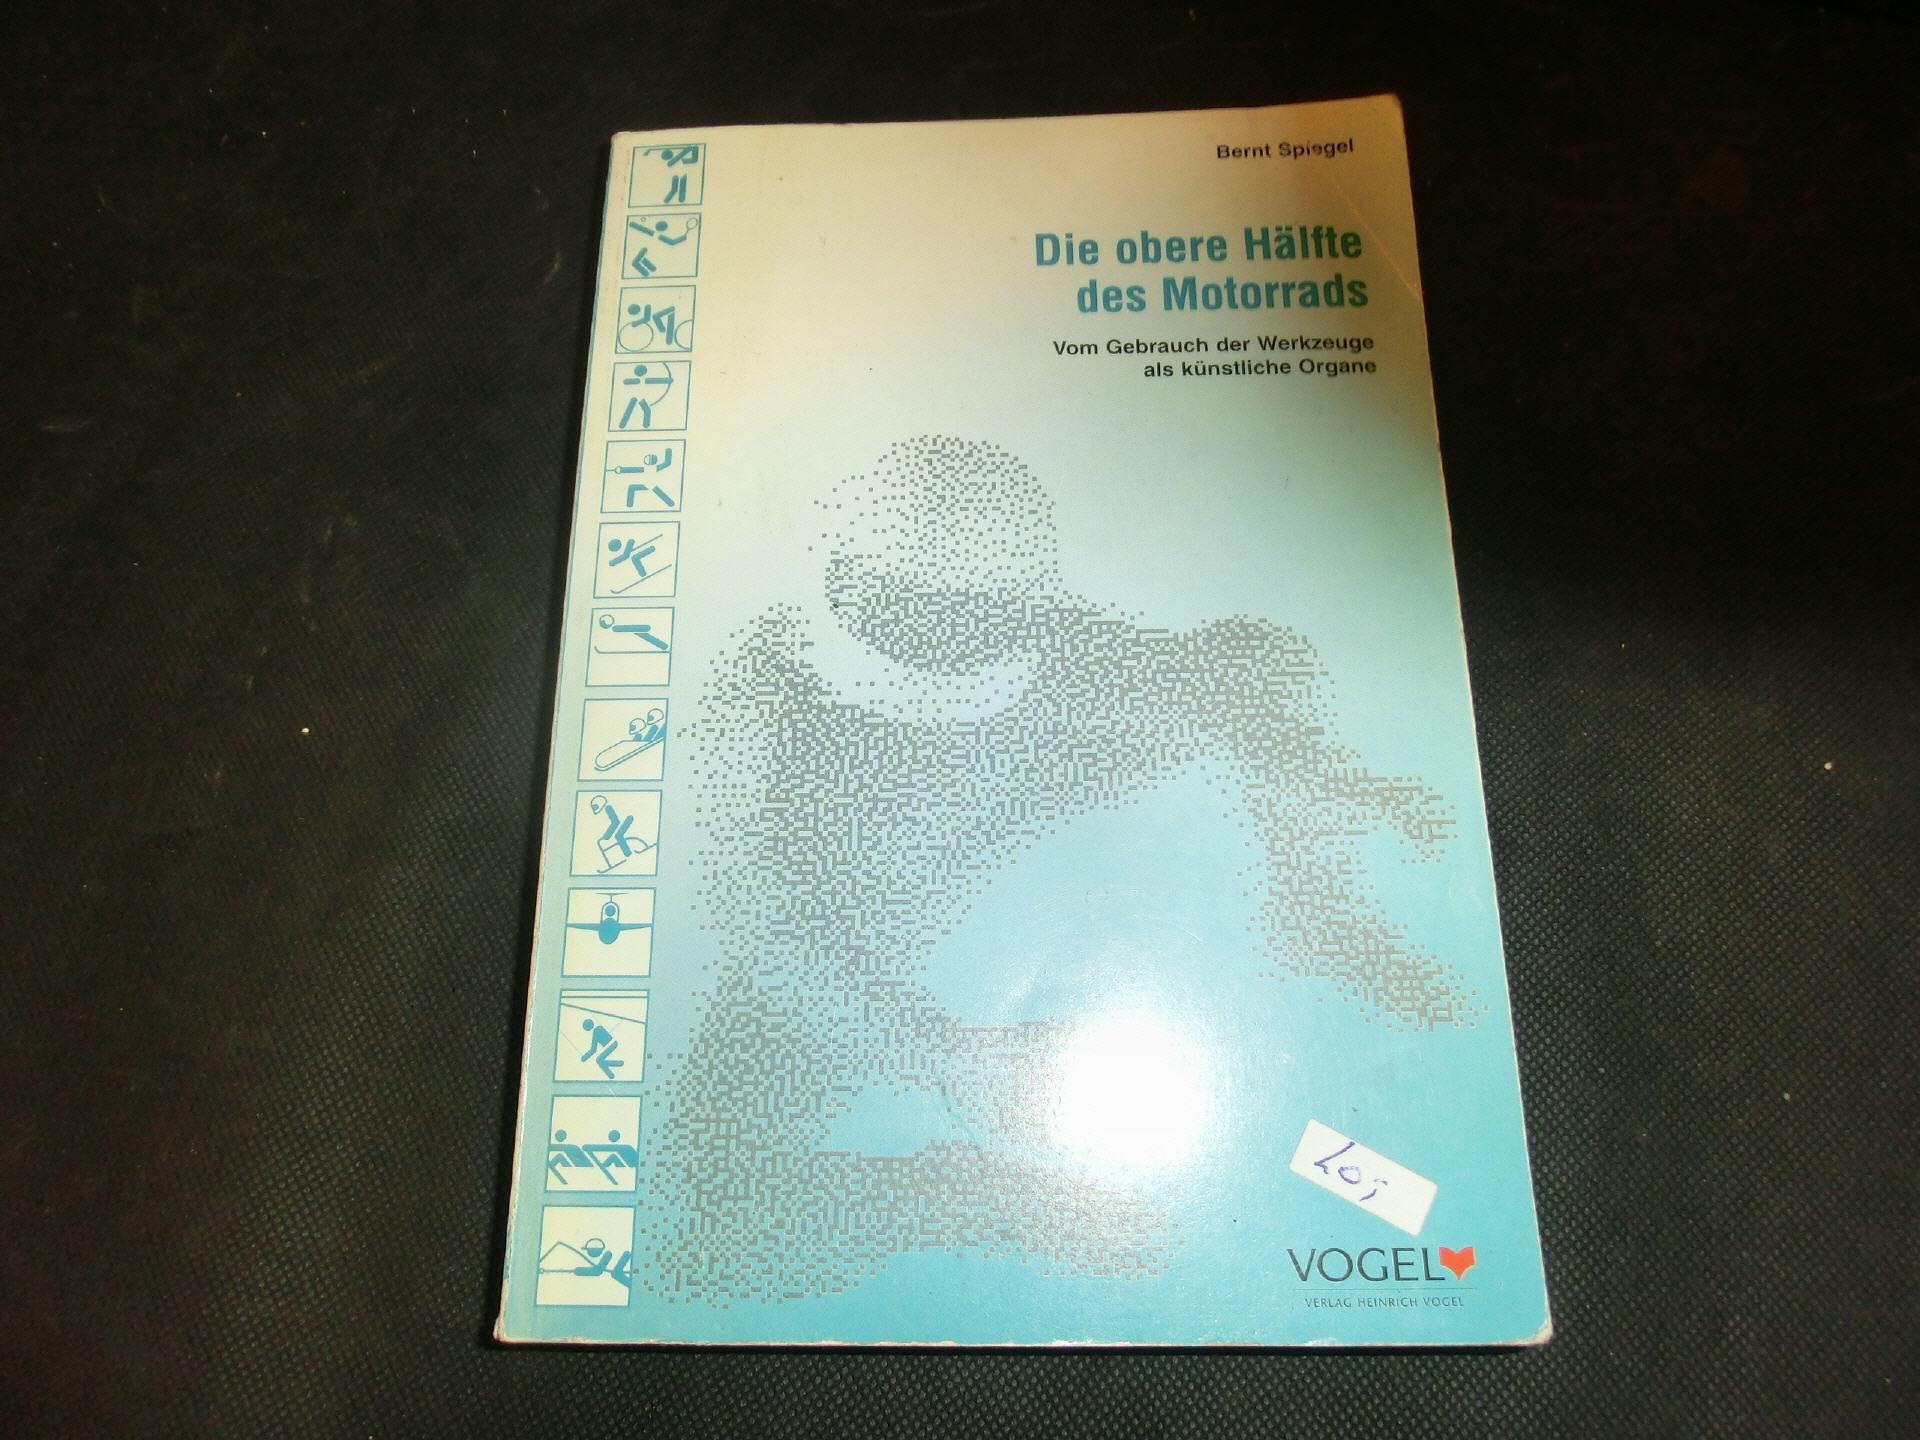 Bernt Spiegel
Die obere Hälfte
des Motorrads
Vom Gebrauch der Werkzeuge
als künstliche Organe
VOGEL
VERLAG HEINRICH VOGEL